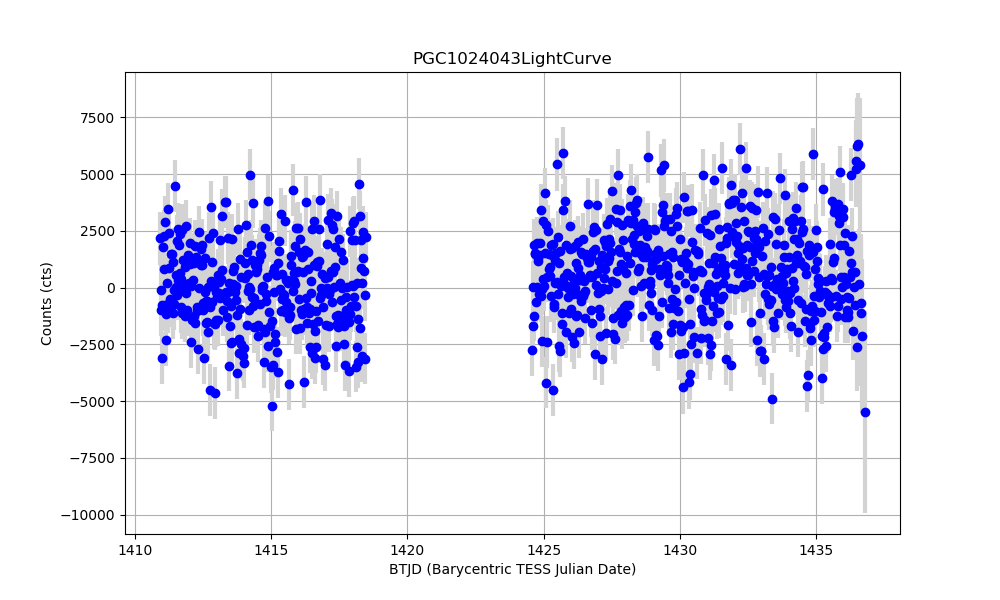 PGC1024043LightCurve
7500
5000
2500
0
−2500
−5000
−7500
−10000
Counts (cts)
1410 1415 1420 1425 1430 1435
BTJD (Barycentric TESS Julian Date)